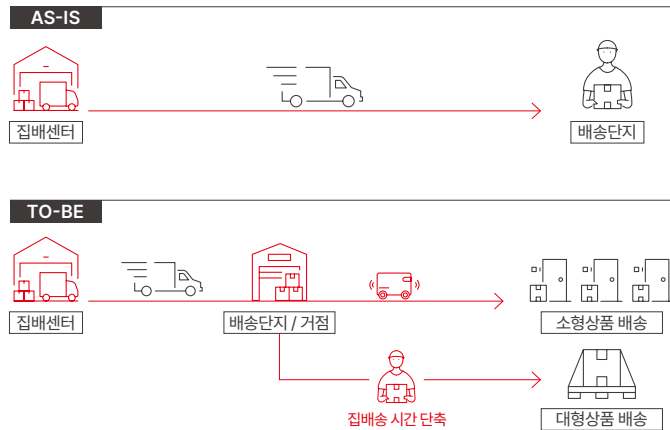 AS-IS
집배센터
배송단지
TO-BE
집배센터
배송단지 / 거점
소형상품 배송
집배송 시간 단축
대형상품 배송